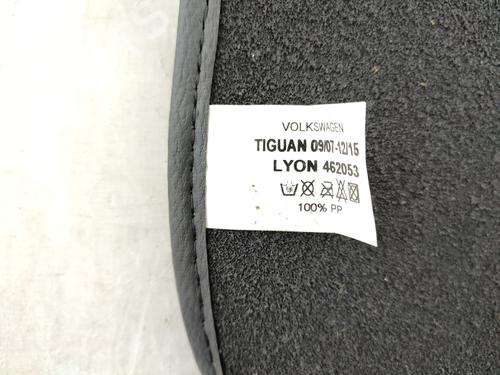 VOLKSWAGEN
TIGUAN 09/07-12/15
LYON 462053
100% PP